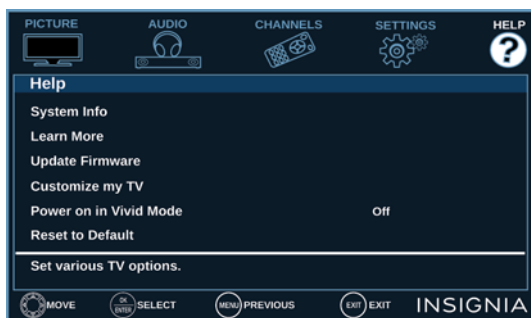 PICTURE AUDIO CHANNELS SETTINGS HELP
?
Help
System Info
Learn More
Update Firmware
Customize my TV
Power on in Vivid Mode Off
Reset to Default
Set various TV options.
MOVE OK ENTER SELECT MENU PREVIOUS EXIT EXIT INSIGNIA